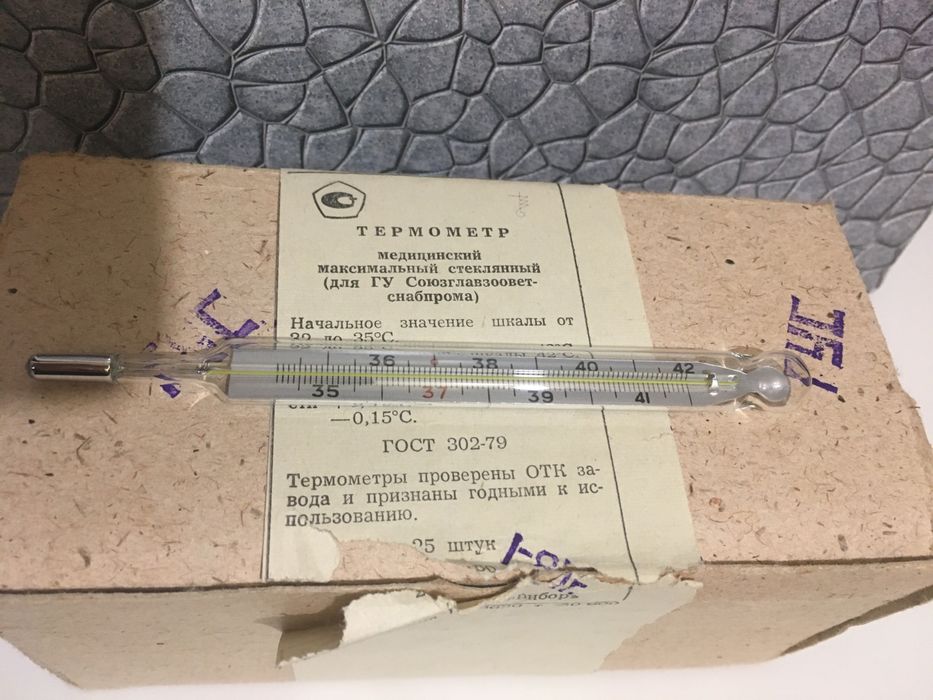 ТЕРМОМЕТР
медицинский
максимальный стеклянный
(для ГУ Союзглавзоовет-
снабпрома)
Начальное значение шкалы от
32 до 35°С.
42°С.
36 38 40 42
35 37 39 41
—0,15°С.
ГОСТ 302-79
Термометры проверены ОТК за-
вода и признаны годными к ис-
пользованию.
25 штук